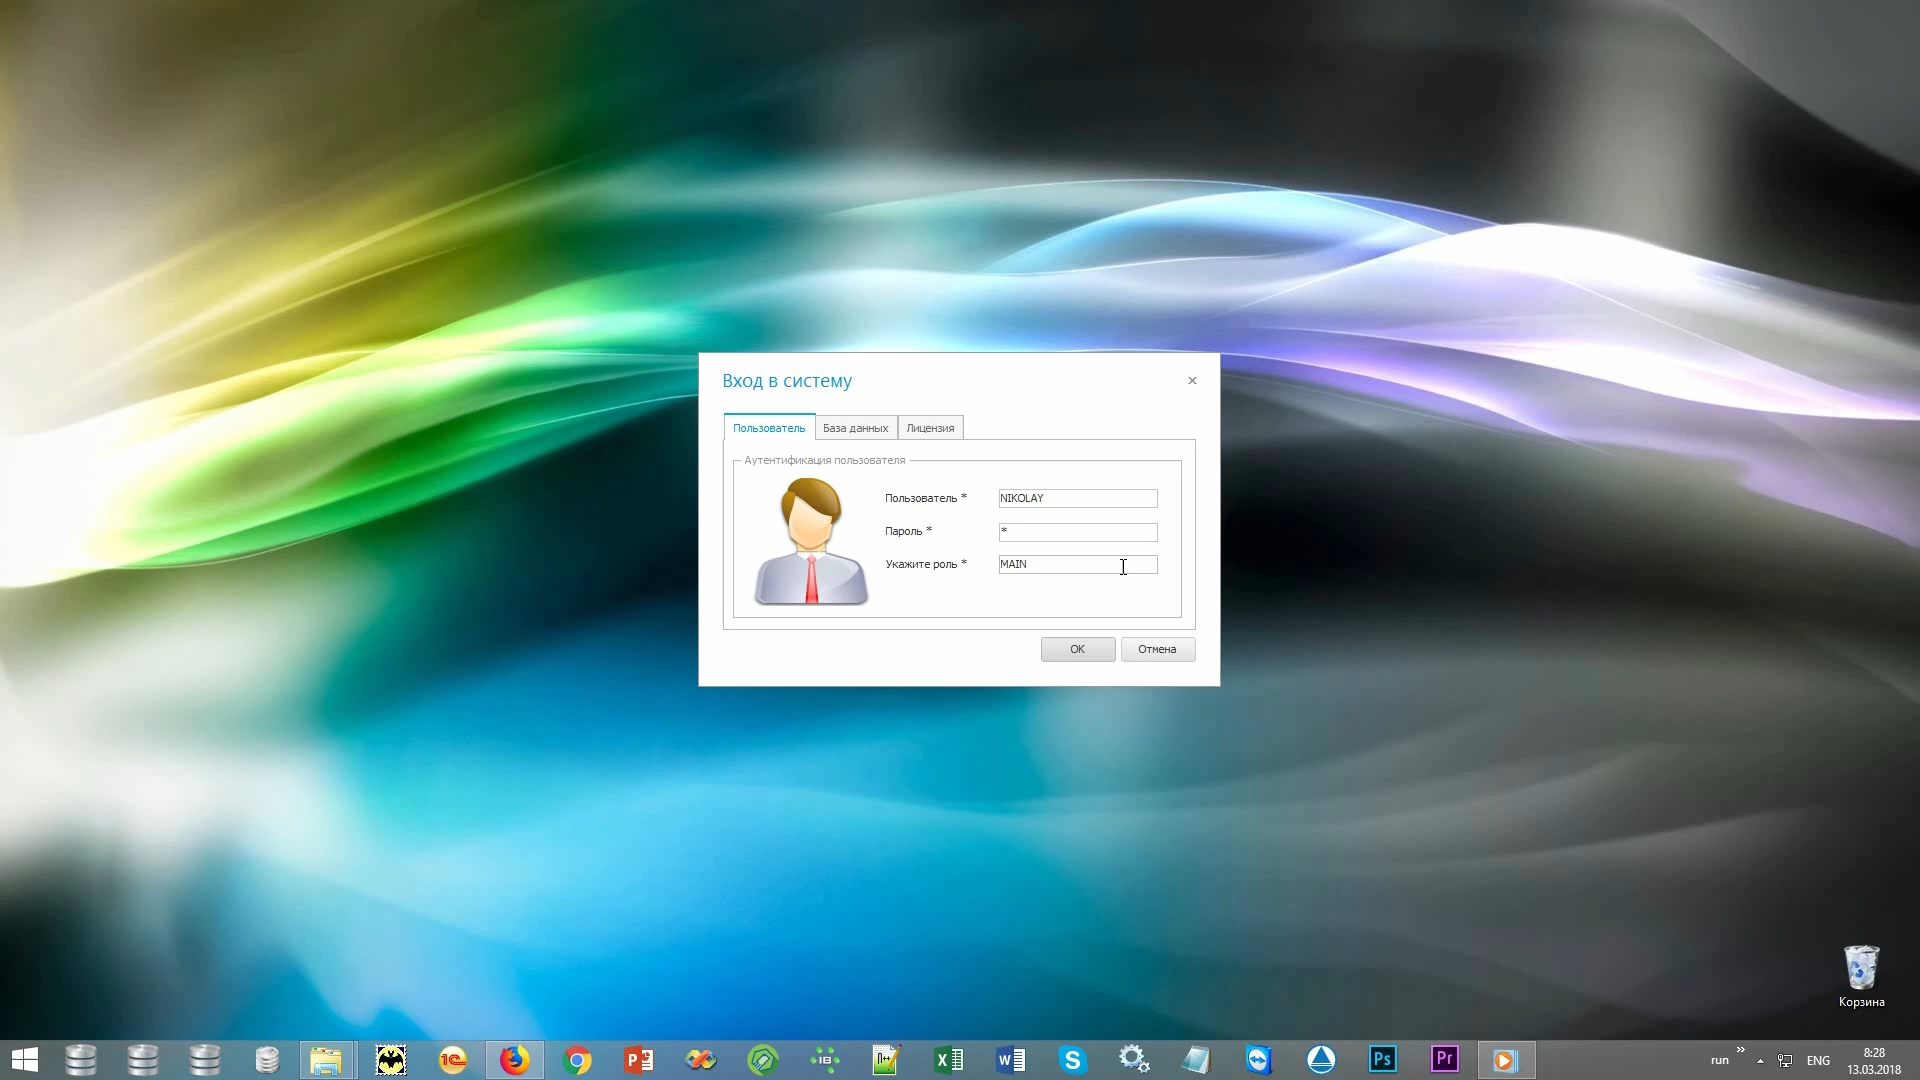 Вход в систему
Пользователь
База данных
Лицензия
Аутентификация пользователя
Пользователь *
NIKOLAY
Пароль *
*
Укажите роль *
MAIN
OK
Отмена
Корзина
run
ENG
8:28
13.03.2018